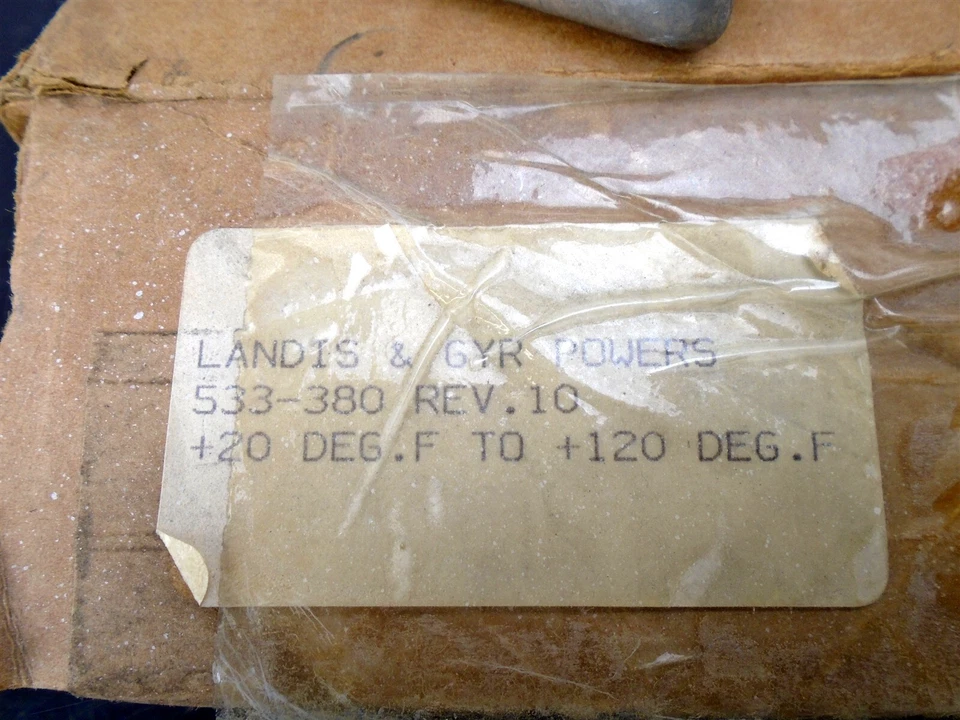 LANDIS & GYR POWERS
533-380 REV.10
+20 DEG.F TO +120 DEG.F